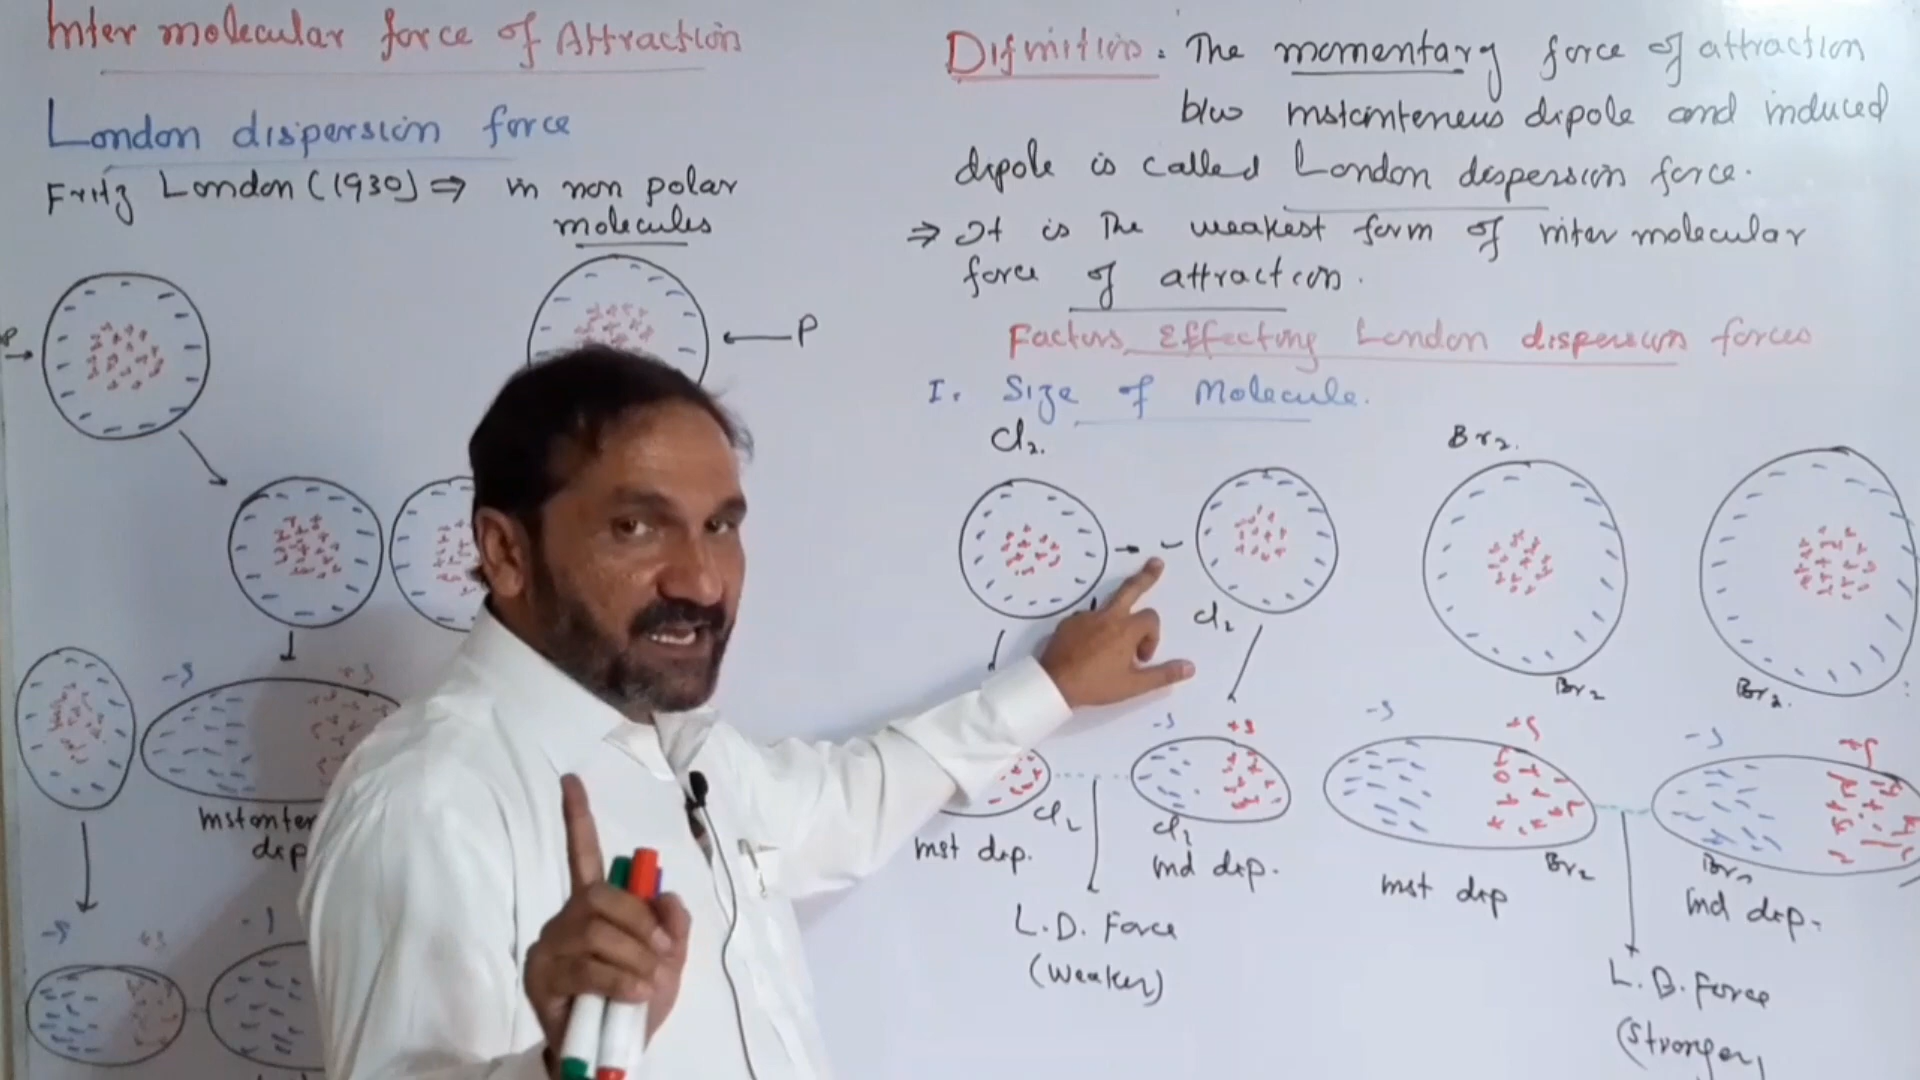 Inter molecular force of Attraction
London dispersion force
Fritz London (1930) ⇒ in non polar
molecules
P
P
-δ
+δ
-δ
+δ
Difinition: The momentary force of attraction
b/w instanteneus dipole and induced
dipole is called London dispersion force.
⇒ It is The weakest form of inter molecular
force of attraction.
Factors Effecting London dispersion forces
I. Size of Molecule.
Cl2.
Br2.
Cl2
Br2
Br2.
-δ
+δ
-δ
+δ
-δ
+δ
Cl2
Cl2
Br2
inst dip.
ind dip.
inst dip
ind dip.
L.D. Force
(Weaker)
L.D. Force
(Stronger)